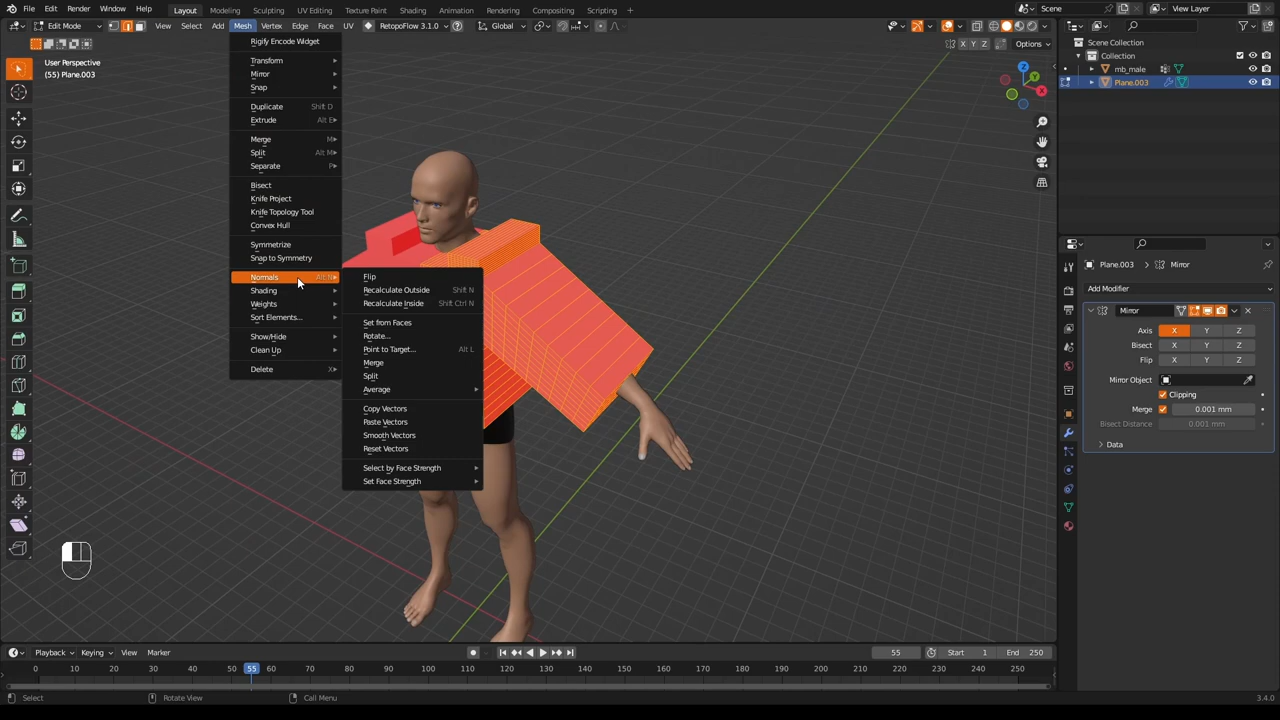 File Edit Render Window Help Layout Modeling Sculpting UV Editing Texture Paint Shading Animation Rendering Compositing Scripting + Scene View Layer
Edit Mode View Select Add Mesh Vertex Edge Face UV RetopoFlow 3.1.0 Global
X Y Z Options
User Perspective
(55) Plane.003
Rigify Encode Widget
Transform
Mirror
Snap
Duplicate Shift D
Extrude Alt E
Merge M
Split Alt M
Separate P
Bisect
Knife Project
Knife Topology Tool
Convex Hull
Symmetrize
Snap to Symmetry
Normals Alt N
Shading
Weights
Sort Elements...
Show/Hide
Clean Up
Delete X
Flip
Recalculate Outside Shift N
Recalculate Inside Shift Ctrl N
Set from Faces
Rotate...
Point to Target... Alt L
Merge
Split
Average
Copy Vectors
Paste Vectors
Smooth Vectors
Reset Vectors
Select by Face Strength
Set Face Strength
Z
Y
X
Scene Collection
Collection
mb_male
Plane.003
Plane.003 Mirror
Add Modifier
Mirror
Axis X Y Z
Bisect X Y Z
Flip X Y Z
Mirror Object
Clipping
Merge 0.001 mm
Bisect Distance 0.001 mm
Data
Playback Keying View Marker 55 Start 1 End 250
0 10 20 30 40 50 55 60 70 80 90 100 110 120 130 140 150 160 170 180 190 200 210 220 230 240 250
Select Rotate View Call Menu 3.4.0